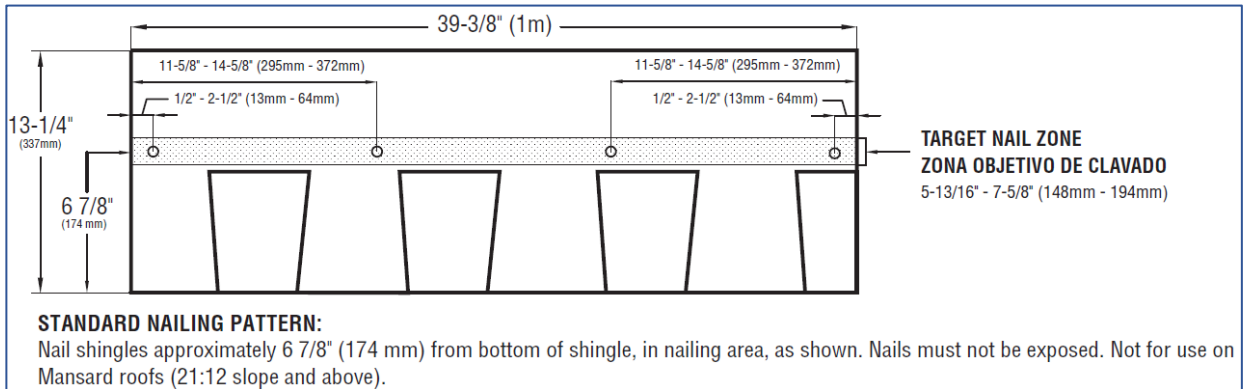 39-3/8" (1m)
11-5/8" - 14-5/8" (295mm - 372mm)
11-5/8" - 14-5/8" (295mm - 372mm)
1/2" - 2-1/2" (13mm - 64mm)
1/2" - 2-1/2" (13mm - 64mm)
13-1/4"
(337mm)
TARGET NAIL ZONE
ZONA OBJETIVO DE CLAVADO
5-13/16" - 7-5/8" (148mm - 194mm)
6 7/8"
(174 mm)
STANDARD NAILING PATTERN:
Nail shingles approximately 6 7/8" (174 mm) from bottom of shingle, in nailing area, as shown. Nails must not be exposed. Not for use on
Mansard roofs (21:12 slope and above).